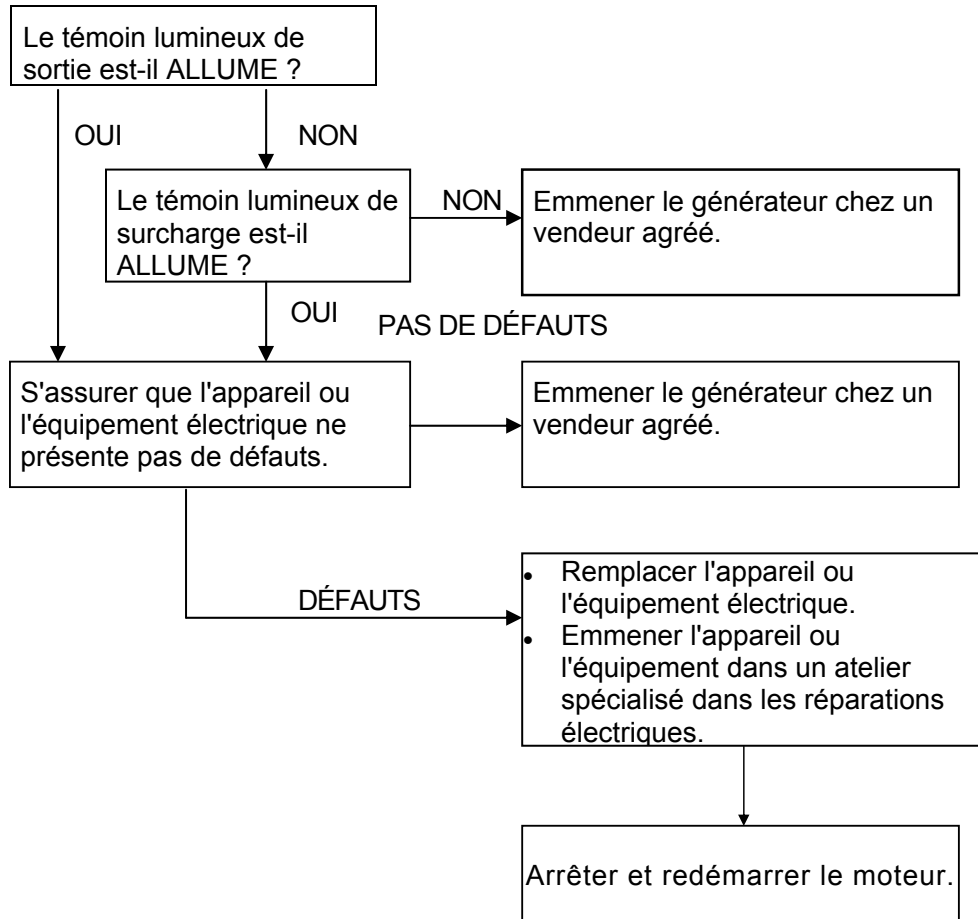 Le témoin lumineux de
sortie est-il ALLUME ?
OUI
NON
Le témoin lumineux de
surcharge est-il
ALLUME ?
NON
Emmener le générateur chez un
vendeur agréé.
OUI
PAS DE DÉFAUTS
S'assurer que l'appareil ou
l'équipement électrique ne
présente pas de défauts.
Emmener le générateur chez un
vendeur agréé.
DÉFAUTS
• Remplacer l'appareil ou
l'équipement électrique.
• Emmener l'appareil ou
l'équipement dans un atelier
spécialisé dans les réparations
électriques.
Arrêter et redémarrer le moteur.